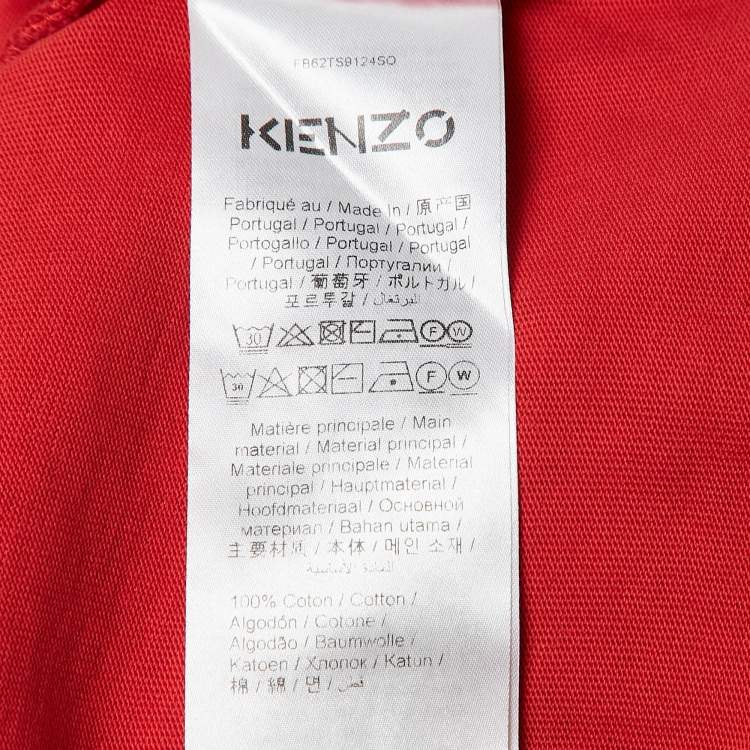 FB62TS9124SO
KENZO
Fabriqué au / Made In / 原产国
Portugal / Portugal / Portugal /
Portogallo / Portugal / Portugal
/ Portugal / Португалии /
Portugal / 葡萄牙 / ポルトガル /
포르투갈 / البرتغال /
30 F W
30 F W
Matière principale / Main
material / Material principal /
Materiale principale / Material
principal / Hauptmaterial /
Hoofdmateriaal / Основной
материал / Bahan utama /
主要材质 / 本体 / 메인 소재 /
المادة الأساسية
100% Coton / Cotton /
Algodón / Cotone /
Algodão / Baumwolle /
Katoen / Хлопок / Katun /
棉 / 綿 / 면 / قطن